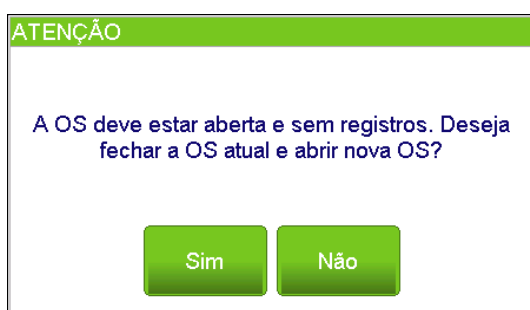 ATENÇÃO
A OS deve estar aberta e sem registros. Deseja
fechar a OS atual e abrir nova OS?
Sim
Não